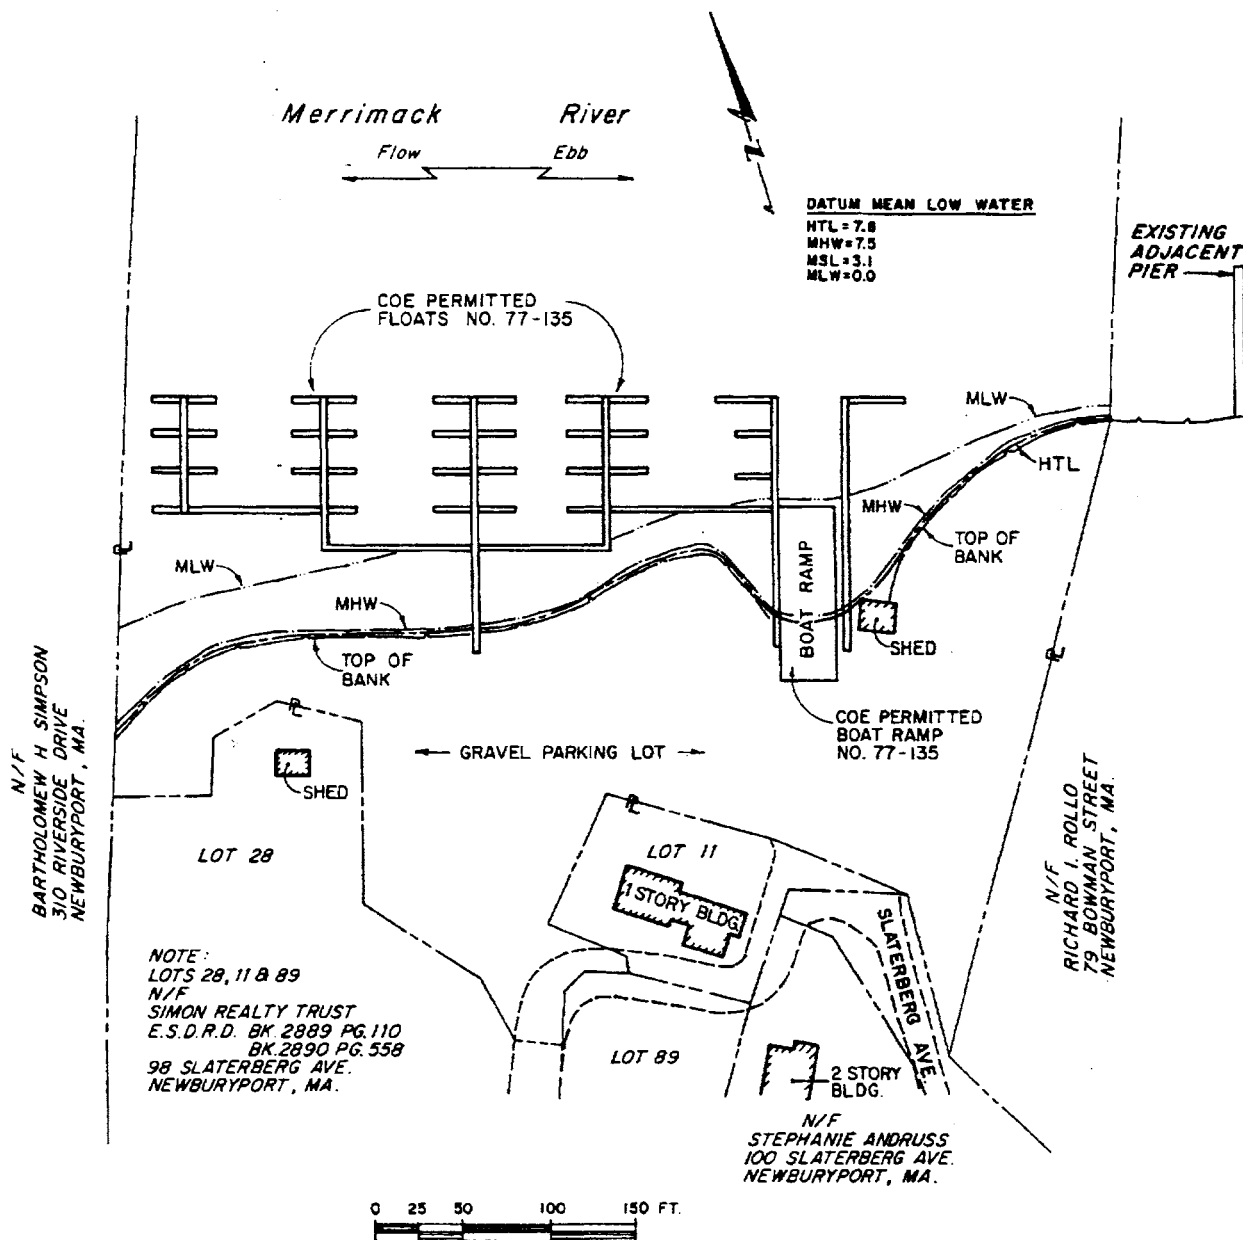 Merrimack River
Flow Ebb
N
DATUM MEAN LOW WATER
HTL=7.8
MHW=7.5
MSL=3.1
MLW=0.0
EXISTING
ADJACENT
PIER
COE PERMITTED
FLOATS NO. 77-135
MLW
HTL
MHW
TOP OF
BANK
PL
MLW
MHW
TOP OF
BANK
BOAT RAMP
SHED
PL
N/F
BARTHOLOMEW H SIMPSON
310 RIVERSIDE DRIVE
NEWBURYPORT, MA.
PL
COE PERMITTED
BOAT RAMP
NO. 77-135
GRAVEL PARKING LOT
SHED
LOT 28
PL
LOT 11
1 STORY BLDG.
N/F
RICHARD I. ROLLO
79 BOWMAN STREET
NEWBURYPORT, MA.
SLATERBERG AVE.
NOTE:
LOTS 28, 11 & 89
N/F
SIMON REALTY TRUST
E.S.D.R.D. BK.2889 PG.110
BK.2890 PG.558
98 SLATERBERG AVE.
NEWBURYPORT, MA.
LOT 89
2 STORY
BLDG.
N/F
STEPHANIE ANDRUSS
100 SLATERBERG AVE.
NEWBURYPORT, MA.
0 25 50 100 150 FT.